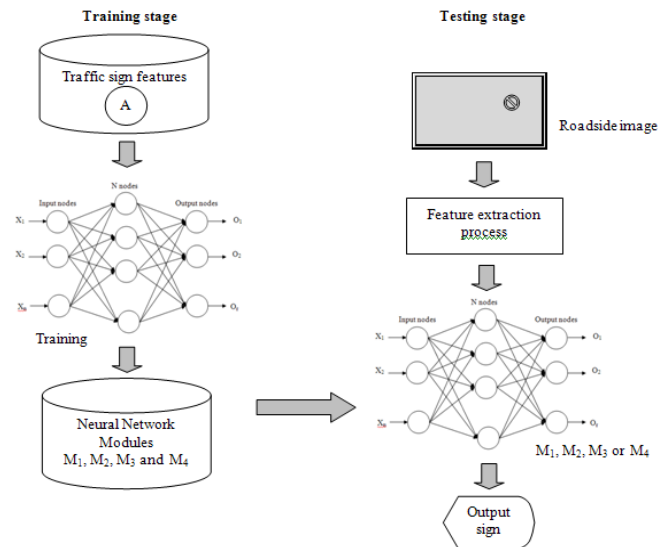 Training stage
Traffic sign features
A
N nodes
Input nodes
Output nodes
X1
O1
X2
O2
Xm
Training
Neural Network
Modules
M1, M2, M3 and M4
Testing stage
Roadside image
Feature extraction
process
N nodes
Input nodes
Output nodes
X1
O1
X2
O2
M1, M2, M3 or M4
Output
sign